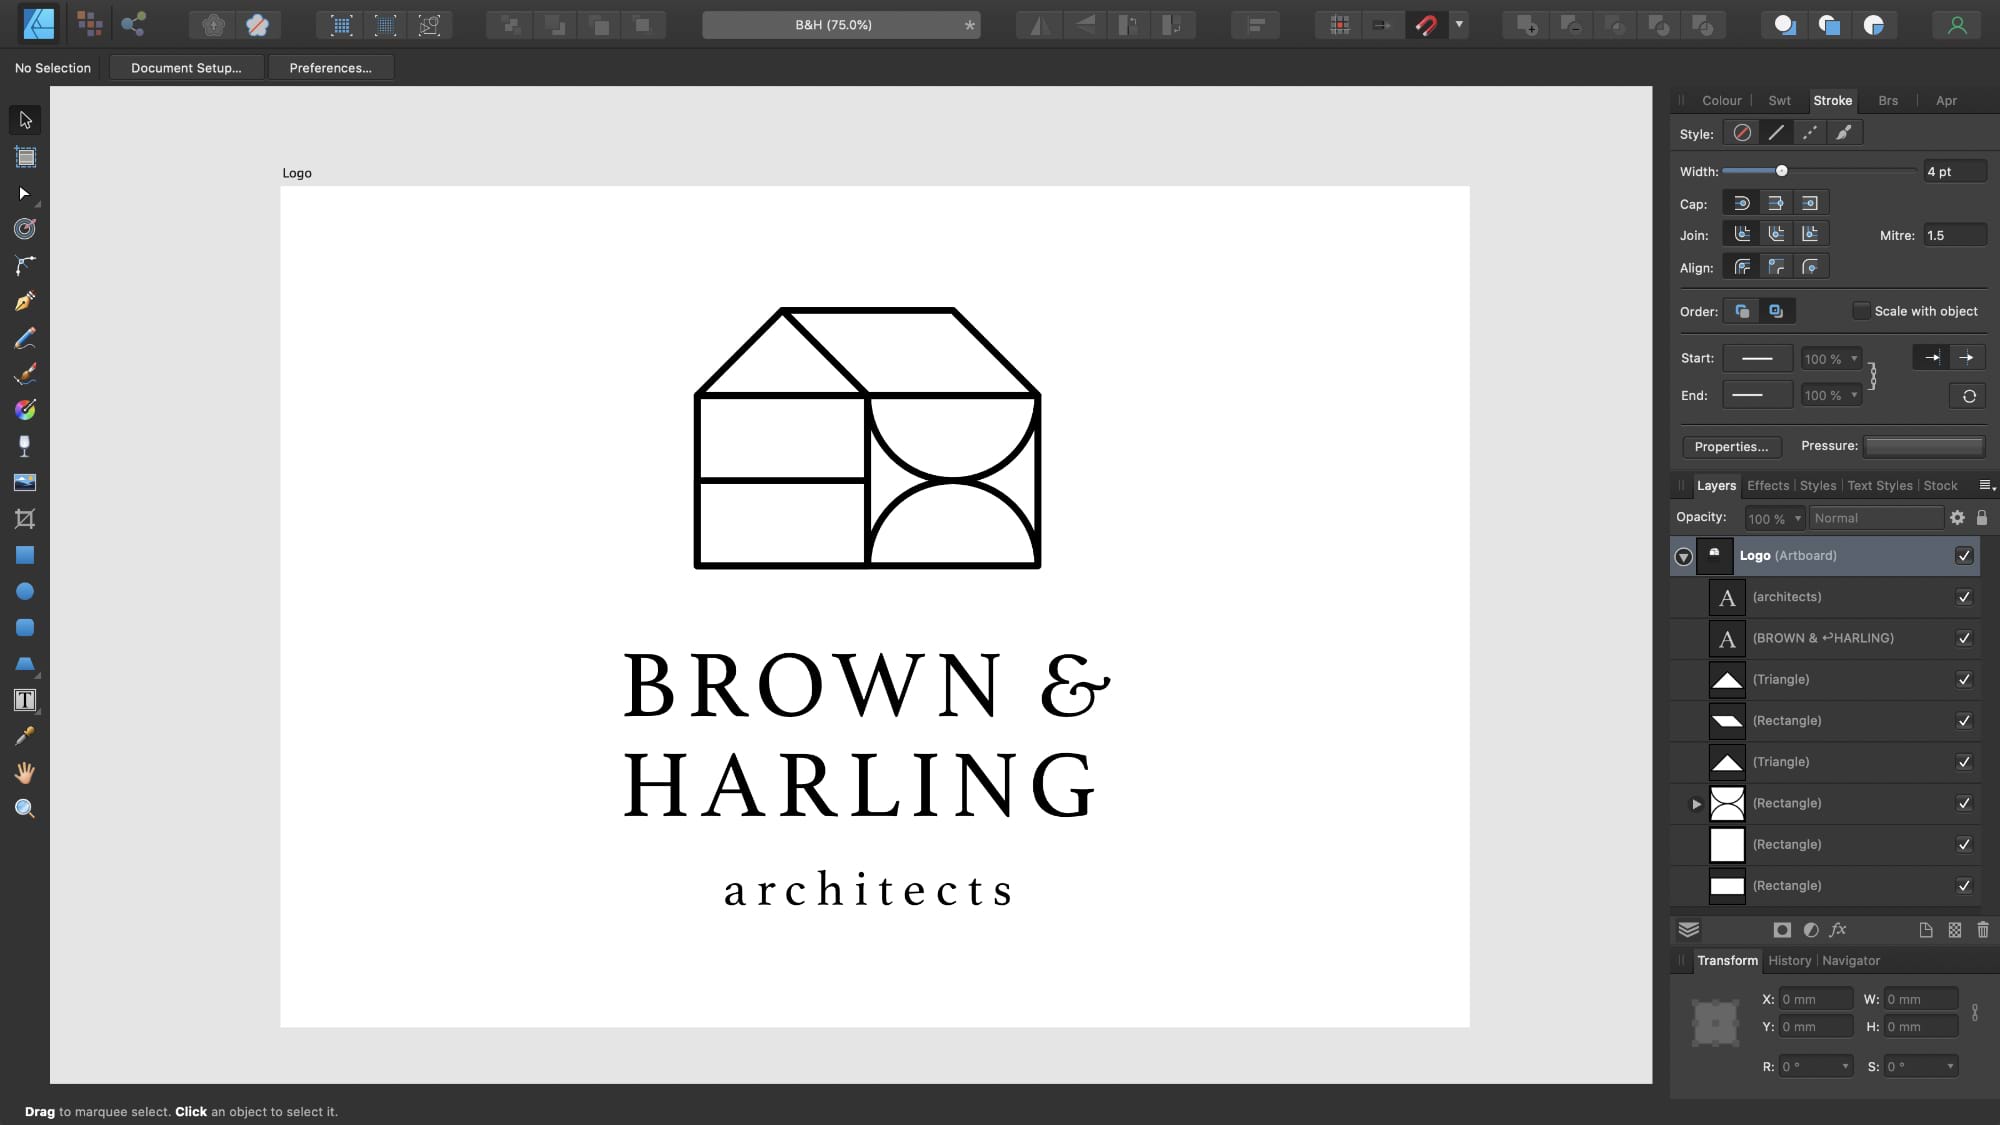 B&H (75.0%) *
No Selection
Document Setup...
Preferences...
Logo
BROWN &
HARLING
architects
Colour | Swt Stroke Brs | Apr
Style:
Width: 4 pt
Cap:
Join: Mitre: 1.5
Align:
Order: Scale with object
Start: 100 %
End: 100 %
Properties... Pressure:
Layers Effects | Styles | Text Styles | Stock
Opacity: 100 % Normal
Logo (Artboard)
A (architects)
A (BROWN & ↩HARLING)
(Triangle)
(Rectangle)
(Triangle)
(Rectangle)
(Rectangle)
(Rectangle)
fx
Transform History | Navigator
X: 0 mm W: 0 mm
Y: 0 mm H: 0 mm
R: 0 ° S: 0 °
T
Drag to marquee select. Click an object to select it.